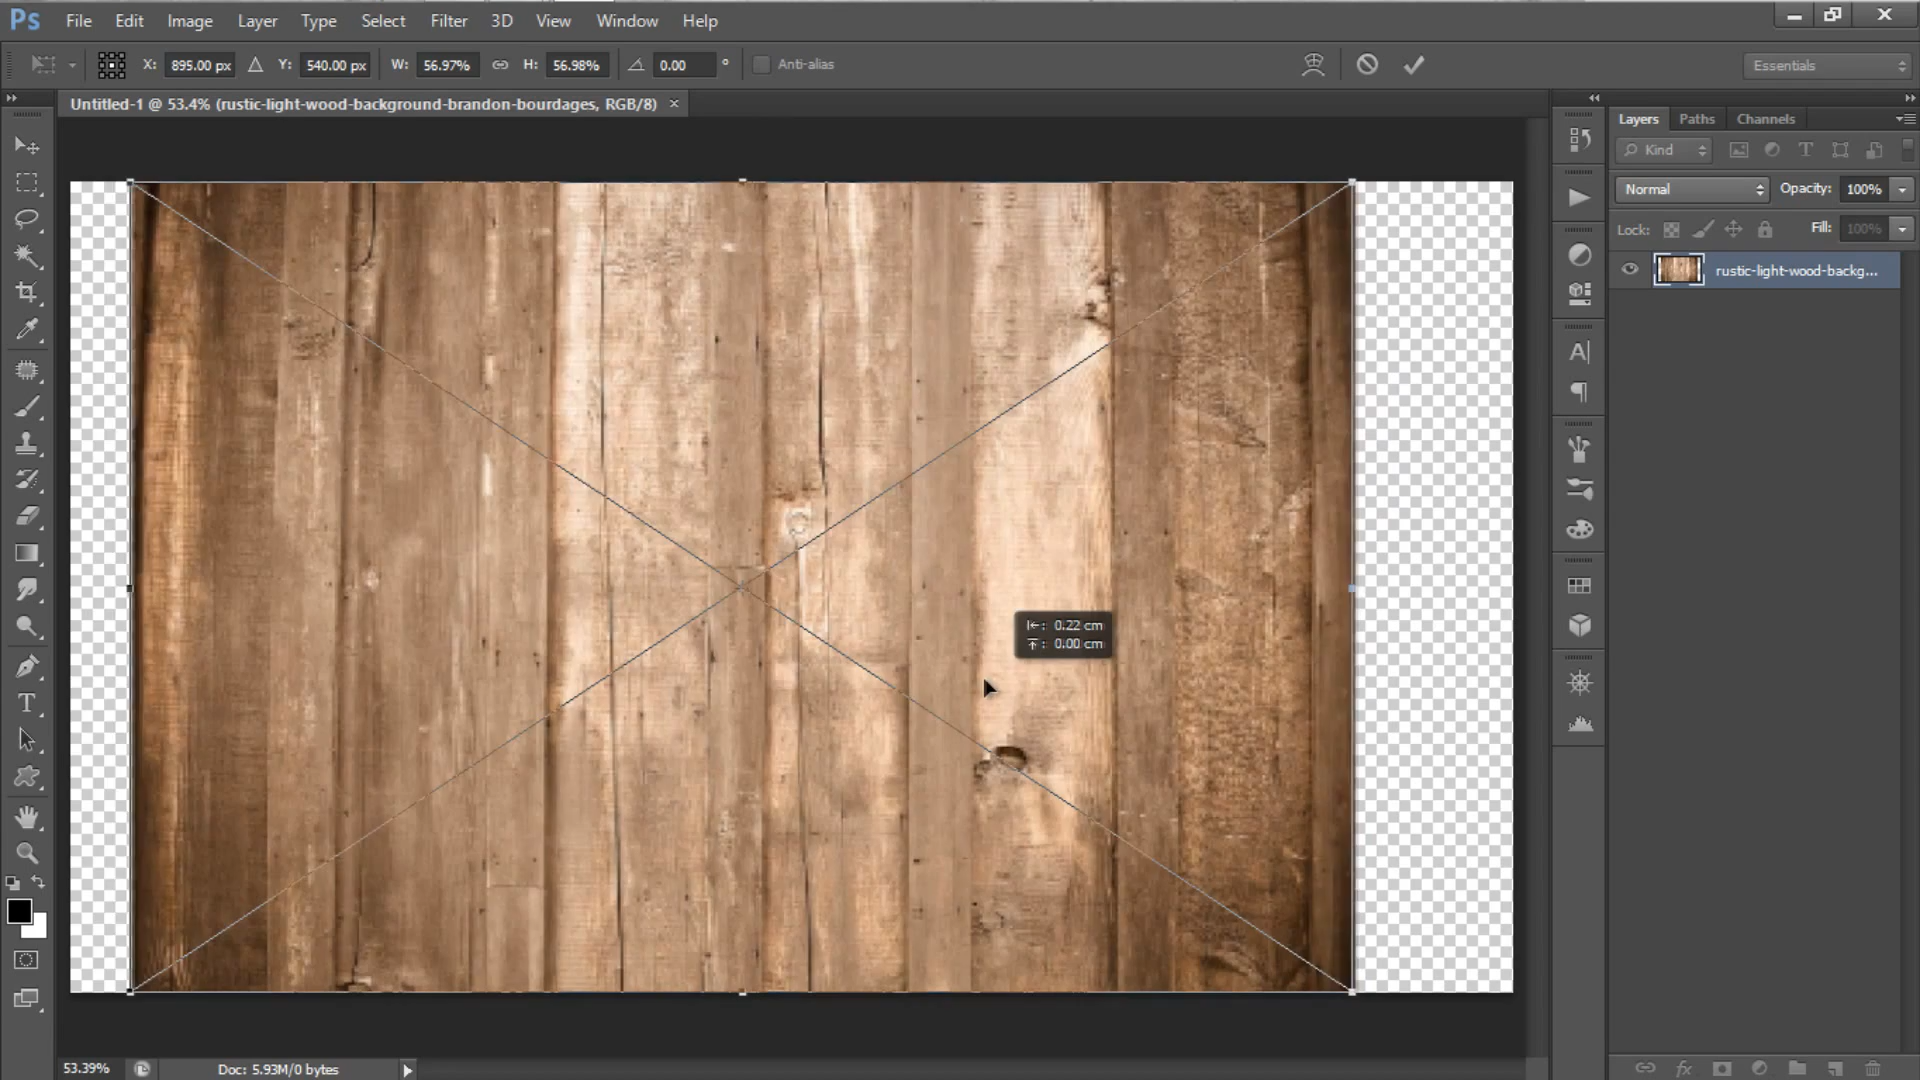 Ps File Edit Image Layer Type Select Filter 3D View Window Help
X: 895.00 px Y: 540.00 px W: 56.97% H: 56.98% 0.00 ° Anti-alias Essentials
Untitled-1 @ 53.4% (rustic-light-wood-background-brandon-bourdages, RGB/8) ×
Layers Paths Channels
Kind
Normal Opacity: 100%
Lock: Fill: 100%
rustic-light-wood-backg...
0.22 cm
0.00 cm
53.39% Doc: 5.93M/0 bytes